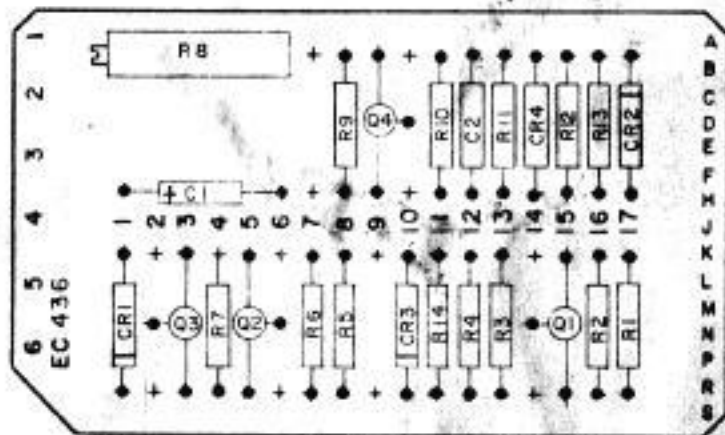 1 2 3 4 5 6
EC 436
R8
R9 Q4 R10 C2 R11 CR4 R12 R13 CR2
+ C1
1 2 3 4 5 6 7 8 9 10 11 12 13 14 15 16 17
CR1 Q3 R7 Q2 R6 R5 CR3 R14 R4 R3 Q1 R2 R1
A B C D E F H J K L M N P R S